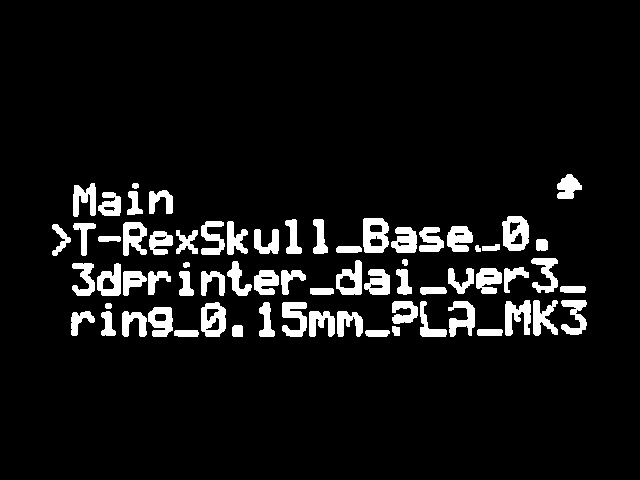 Main
>T-RexSkull_Base_0.
3dprinter_dai_ver3_
ring_0.15mm_PLA_MK3